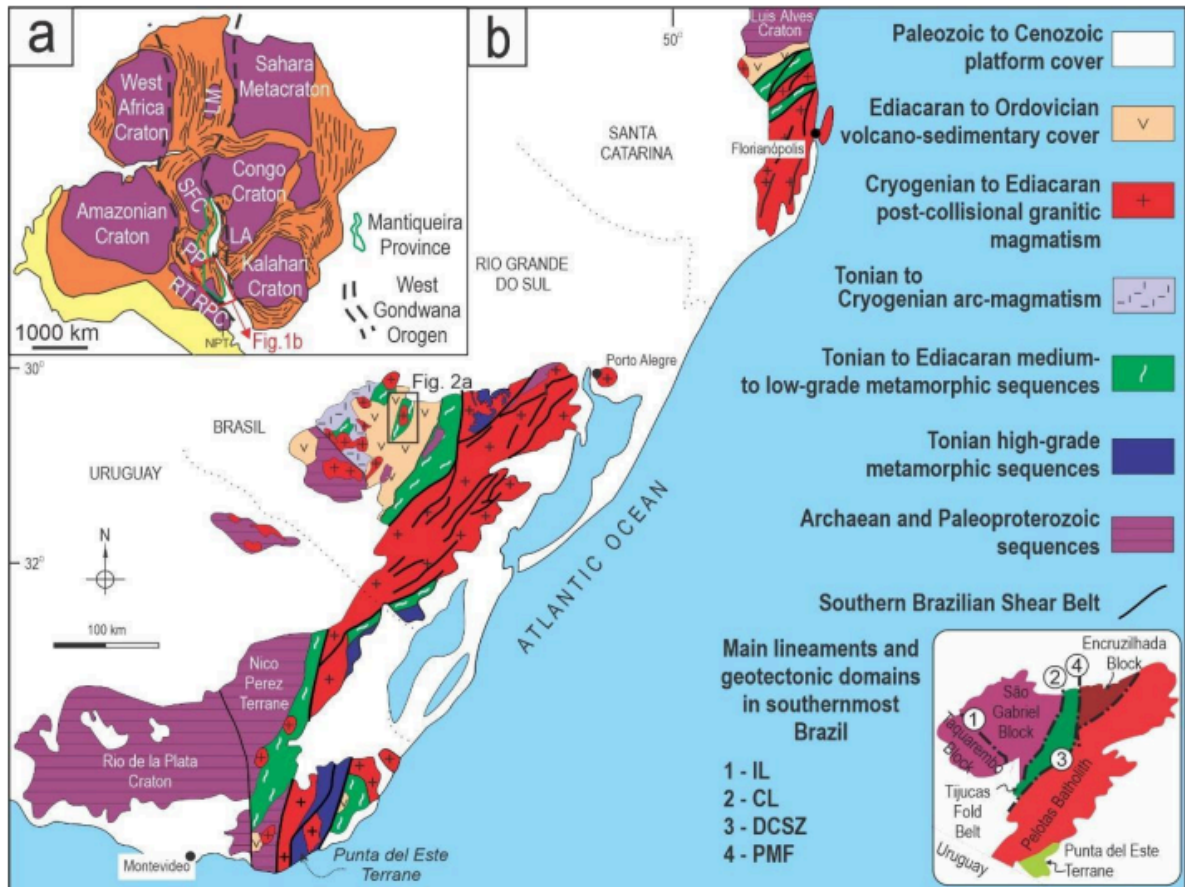 a
West
Africa
Craton
LM
Sahara
Metacraton
SFC
Congo
Craton
Amazonian
Craton
PP
LA
Kalahari
Craton
RT
RPC
NPT
Fig.1b
1000 km
Mantiqueira
Province
West
Gondwana
Orogen
b
50°
Luis Alves
Craton
SANTA
CATARINA
Florianópolis
RIO GRANDE
DO SUL
30°
Porto Alegre
Fig. 2a
BRASIL
URUGUAY
N
32°
100 km
ATLANTIC OCEAN
Nico
Perez
Terrane
Rio de la Plata
Craton
Montevideo
Punta del Este
Terrane
Paleozoic to Cenozoic
platform cover
Ediacaran to Ordovician
volcano-sedimentary cover
Cryogenian to Ediacaran
post-collisional granitic
magmatism
Tonian to
Cryogenian arc-magmatism
Tonian to Ediacaran medium-
to low-grade metamorphic sequences
Tonian high-grade
metamorphic sequences
Archaean and Paleoproterozoic
sequences
Southern Brazilian Shear Belt
Main lineaments and
geotectonic domains
in southernmost
Brazil
1 - IL
2 - CL
3 - DCSZ
4 - PMF
Encruzilhada
Block
2
4
São
Gabriel
Block
1
Taquarembo
Block
3
Tijucas
Fold
Belt
Pelotas Batholith
Uruguay
Punta del Este
Terrane